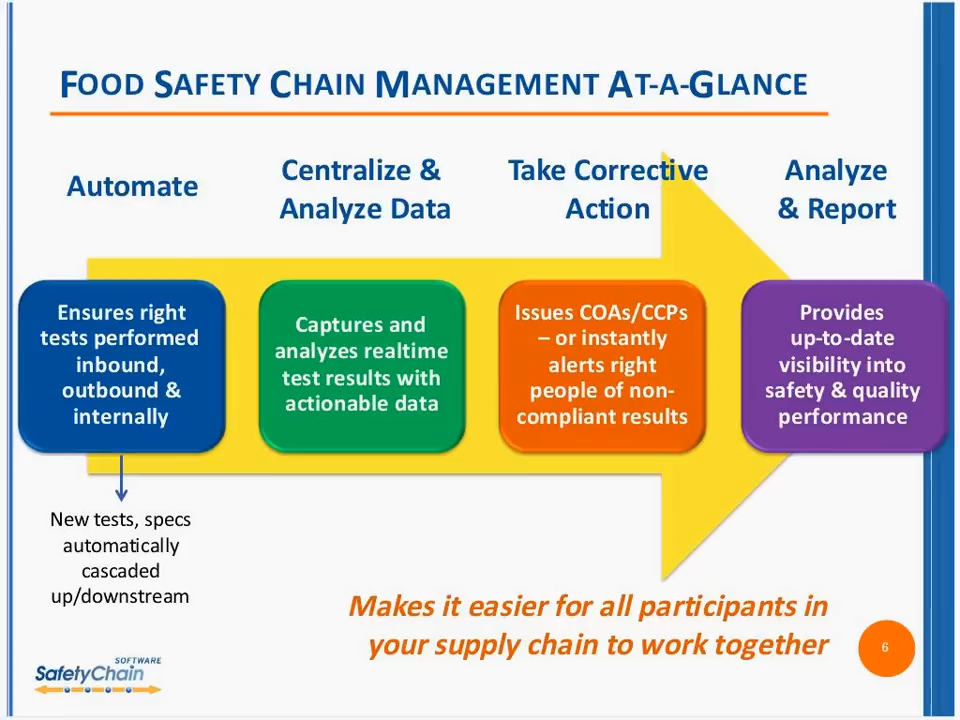 FOOD SAFETY CHAIN MANAGEMENT AT-A-GLANCE
Automate
Centralize &
Analyze Data
Take Corrective
Action
Analyze
& Report
Ensures right
tests performed
inbound,
outbound &
internally
Captures and
analyzes realtime
test results with
actionable data
Issues COAs/CCPs
– or instantly
alerts right
people of non-
compliant results
Provides
up-to-date
visibility into
safety & quality
performance
New tests, specs
automatically
cascaded
up/downstream
Makes it easier for all participants in
your supply chain to work together
6
SOFTWARE
SafetyChain